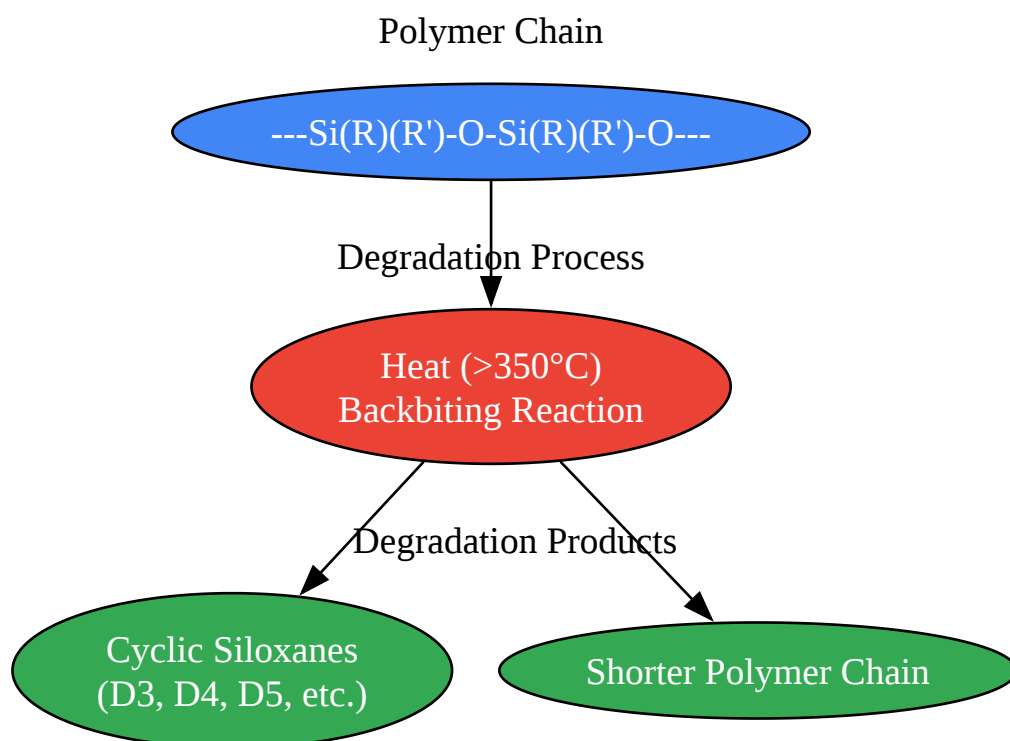 Polymer Chain
---Si(R)(R')-O-Si(R)(R')-O---
Degradation Process
Heat (>350°C)
Backbiting Reaction
Degradation Products
Cyclic Siloxanes
(D3, D4, D5, etc.)
Shorter Polymer Chain